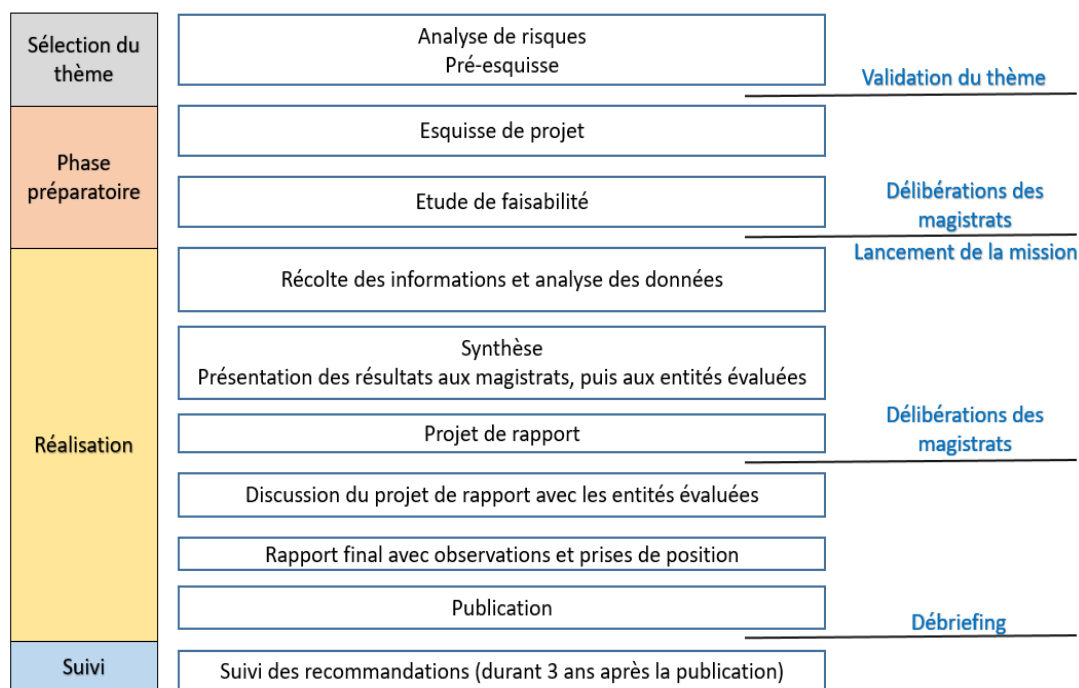 Sélection du
thème
Analyse de risques
Pré-esquisse
Validation du thème
Phase
préparatoire
Esquisse de projet
Etude de faisabilité
Délibérations des
magistrats
Lancement de la mission
Réalisation
Récolte des informations et analyse des données
Synthèse
Présentation des résultats aux magistrats, puis aux entités évaluées
Projet de rapport
Délibérations des
magistrats
Discussion du projet de rapport avec les entités évaluées
Rapport final avec observations et prises de position
Publication
Débriefing
Suivi
Suivi des recommandations (durant 3 ans après la publication)